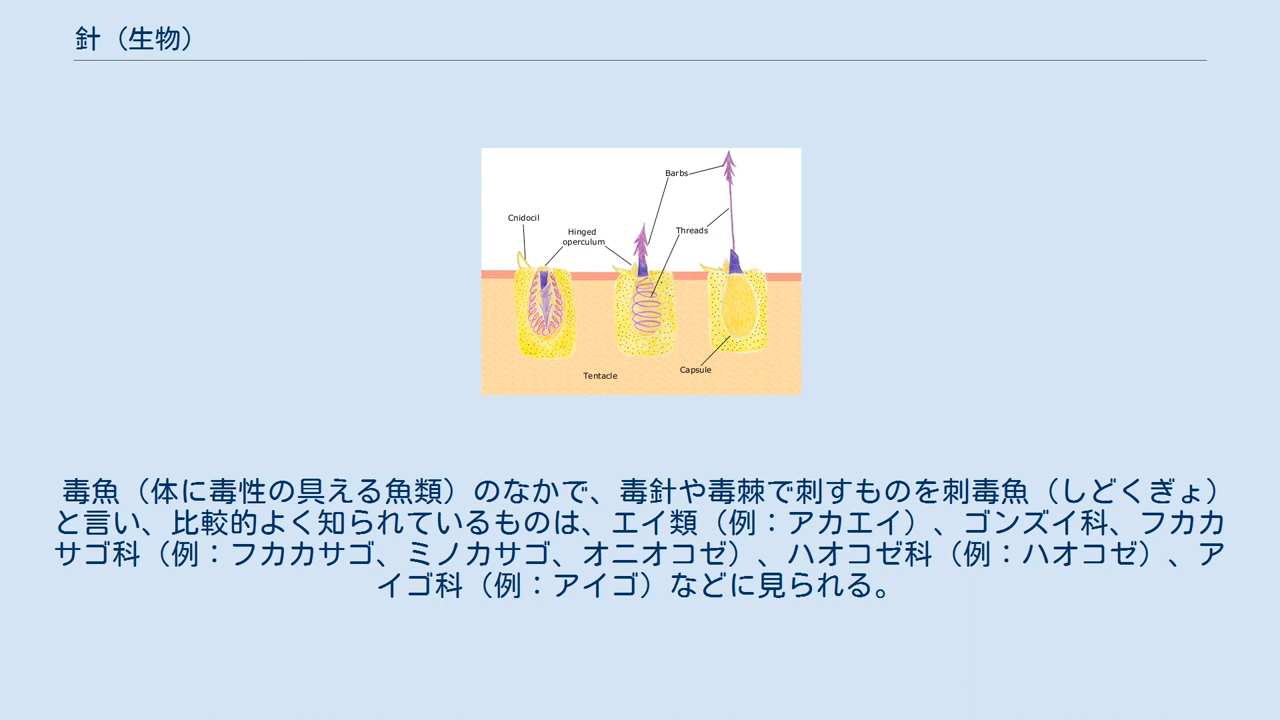 針（生物）
Barbs
Cnidocil
Hinged
operculum
Threads
Capsule
Tentacle
毒魚（体に毒性の具える魚類）のなかで、毒針や毒棘で刺すものを刺毒魚（しどくぎょ）
と言い、比較的よく知られているものは、エイ類（例：アカエイ）、ゴンズイ科、フカカ
サゴ科（例：フカカサゴ、ミノカサゴ、オニオコゼ）、ハオコゼ科（例：ハオコゼ）、ア
イゴ科（例：アイゴ）などに見られる。